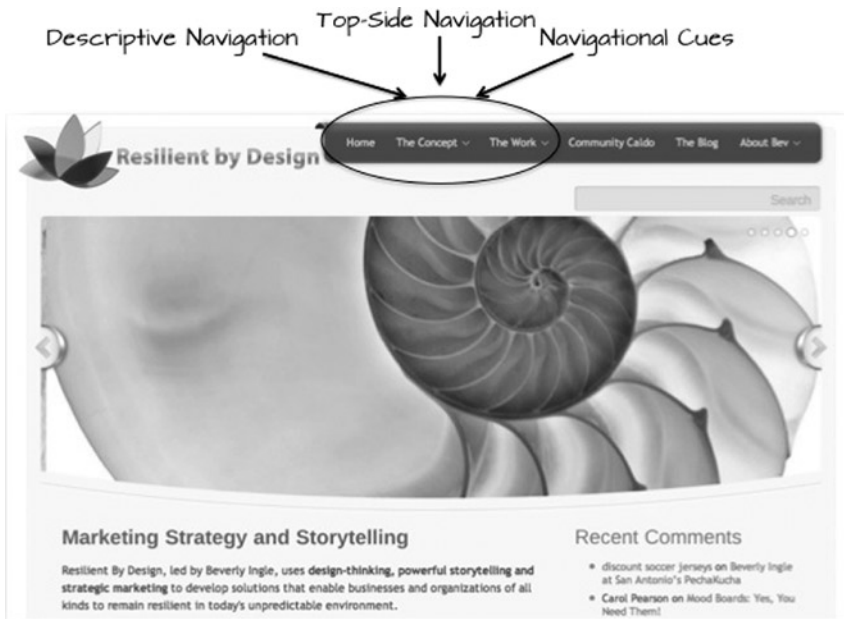 Top-Side Navigation
Descriptive Navigation
Navigational Cues
Resilient by Design
Home The Concept The Work Community Caldo The Blog About Bev
Search
Marketing Strategy and Storytelling
Resilient By Design, led by Beverly Ingle, uses design-thinking, powerful storytelling and
strategic marketing to develop solutions that enable businesses and organizations of all
kinds to remain resilient in today's unpredictable environment.
Recent Comments
discount soccer jerseys on Beverly Ingle
at San Antonio's PechaKucha
Carol Pearson on Mood Boards: Yes, You
Need Them!